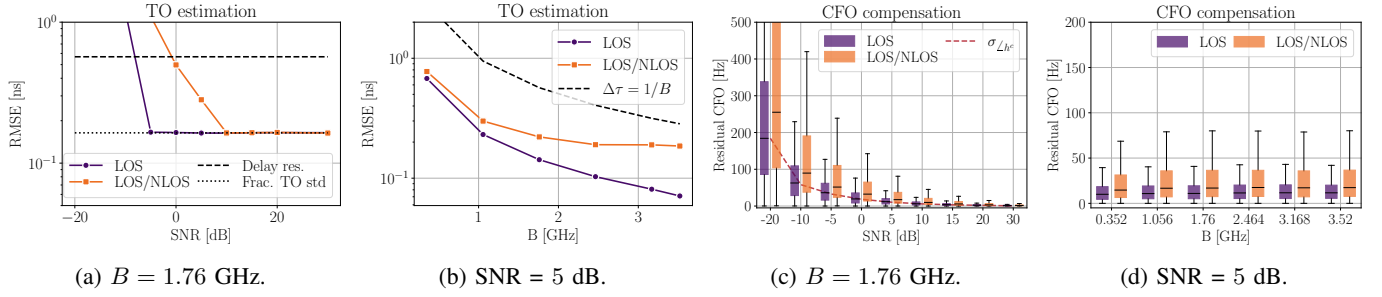 TO estimation
10^0
10^{-1}
RMSE [ns]
LOS
LOS/NLOS
Delay res.
Frac. TO std
−20
0
20
SNR [dB]
(a) B = 1.76 GHz.
TO estimation
10^0
10^{-1}
RMSE [ns]
LOS
LOS/NLOS
Δτ = 1/B
1
2
3
B [GHz]
(b) SNR = 5 dB.
CFO compensation
500
400
300
200
100
0
Residual CFO [Hz]
LOS
LOS/NLOS
σ_{∠h^c}
-20
-10
-5
0
5
10
15
20
30
SNR [dB]
(c) B = 1.76 GHz.
CFO compensation
200
150
100
50
0
Residual CFO [Hz]
LOS
LOS/NLOS
0.352
1.056
1.76
2.464
3.168
3.52
B [GHz]
(d) SNR = 5 dB.